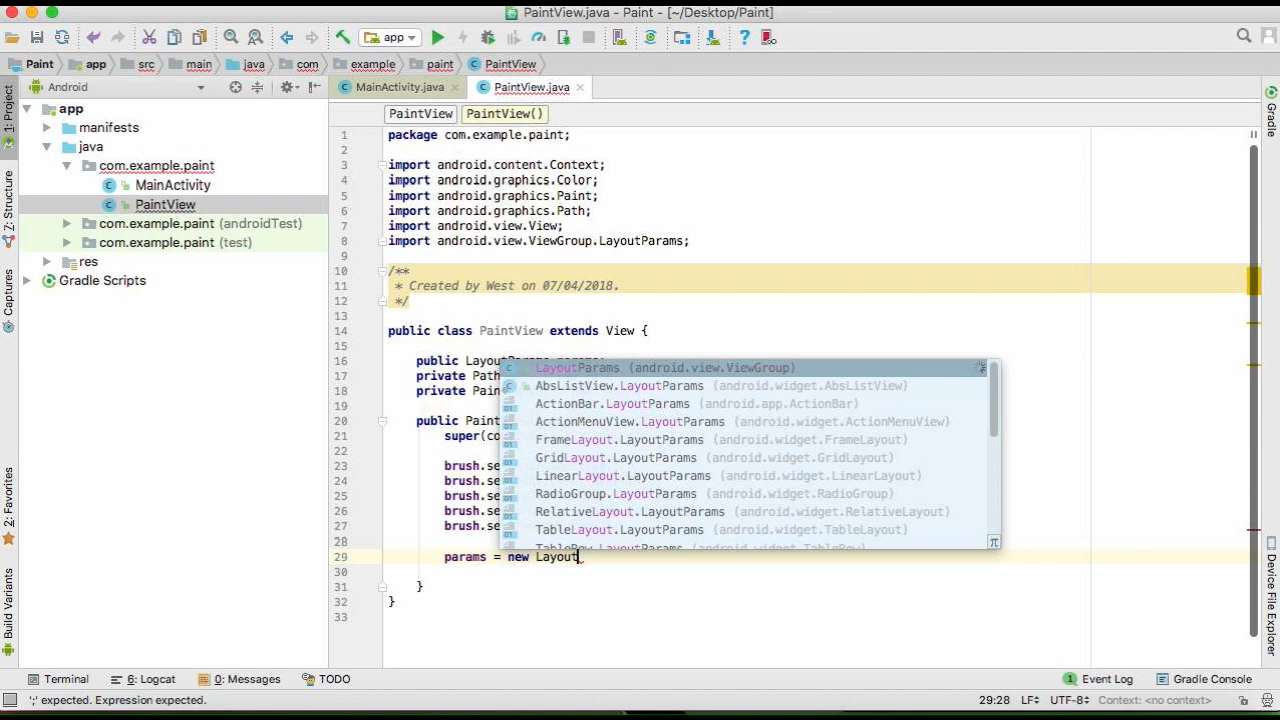 PaintView.java - Paint - [~/Desktop/Paint]
app
Paint app src main java com example paint PaintView
Android
MainActivity.java PaintView.java
PaintView PaintView()
1: Project
Z: Structure
Captures
2: Favorites
Build Variants
app
manifests
java
com.example.paint
MainActivity
PaintView
com.example.paint (androidTest)
com.example.paint (test)
res
Gradle Scripts
1 package com.example.paint;
2
3 import android.content.Context;
4 import android.graphics.Color;
5 import android.graphics.Paint;
6 import android.graphics.Path;
7 import android.view.View;
8 import android.view.ViewGroup.LayoutParams;
9
10 /**
11 * Created by West on 07/04/2018.
12 */
13
14 public class PaintView extends View {
15
16 public
17 private Path
18 private Pain
19
20 public Paint
21 super(co
22
23 brush.se
24 brush.se
25 brush.se
26 brush.se
27 brush.se
28
29 params = new Layout
30
31 }
32 }
33
LayoutParams (android.view.ViewGroup)
AbsListView.LayoutParams (android.widget.AbsListView)
ActionBar.LayoutParams (android.app.ActionBar)
ActionMenuView.LayoutParams (android.widget.ActionMenuView)
FrameLayout.LayoutParams (android.widget.FrameLayout)
GridLayout.LayoutParams (android.widget.GridLayout)
LinearLayout.LayoutParams (android.widget.LinearLayout)
RadioGroup.LayoutParams (android.widget.RadioGroup)
RelativeLayout.LayoutParams (android.widget.RelativeLayout)
TableLayout.LayoutParams (android.widget.TableLayout)
TableRow.LayoutParams (android.widget.TableRow)
π
Gradle
Device File Explorer
Terminal 6: Logcat 0: Messages TODO 1 Event Log Gradle Console
';' expected. Expression expected. 29:28 LF÷ UTF-8÷ Context: <no context>